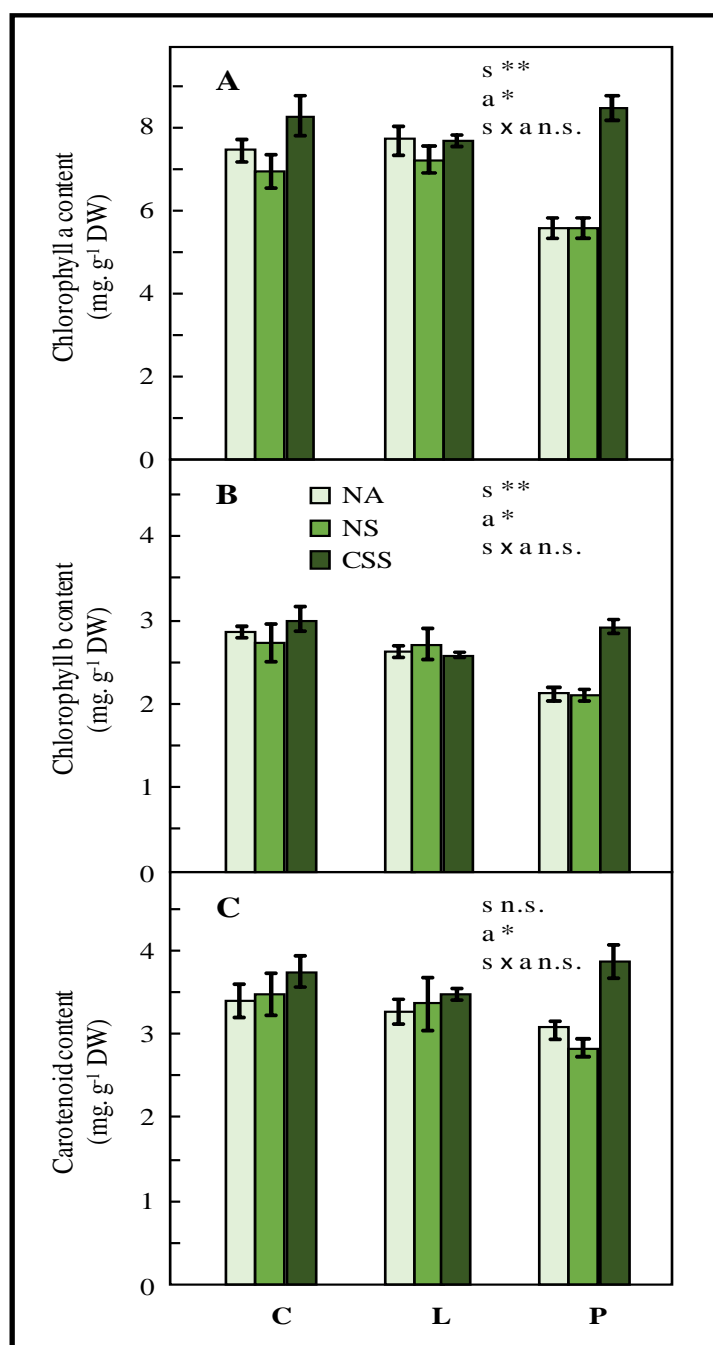 A
s **
a *
s x a n.s.
Chlorophyll a content
(mg. g-1 DW)
8
6
4
2
0
B
NA
NS
CSS
s **
a *
s x a n.s.
Chlorophyll b content
(mg. g-1 DW)
4
3
2
1
0
C
s n.s.
a *
s x a n.s.
Carotenoid content
(mg. g-1 DW)
4
3
2
1
0
C L P